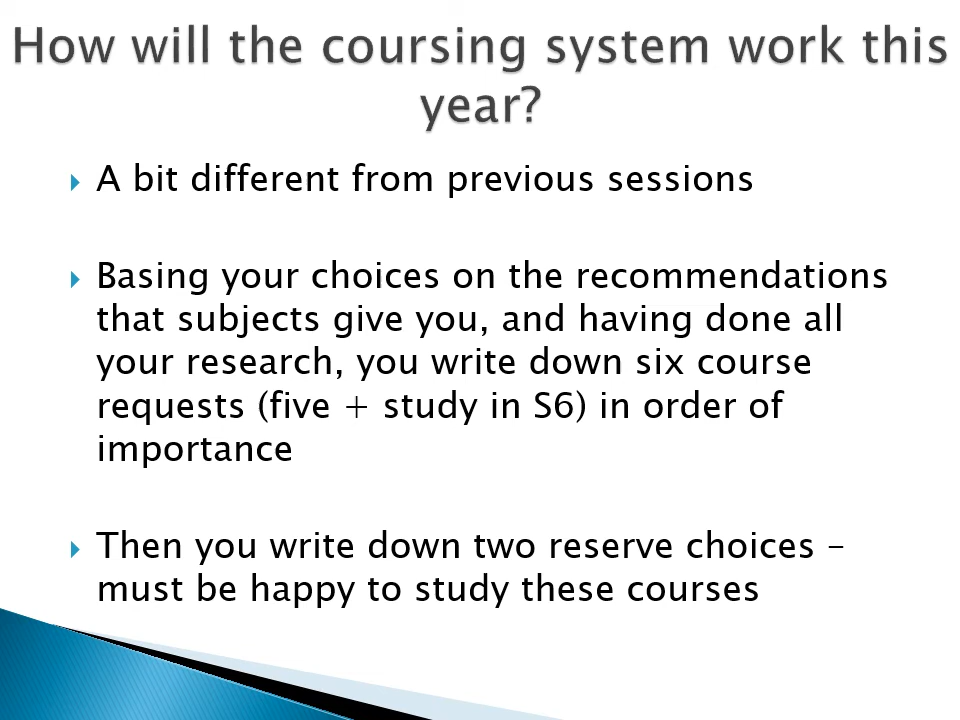 How will the coursing system work this
year?
A bit different from previous sessions
Basing your choices on the recommendations
that subjects give you, and having done all
your research, you write down six course
requests (five + study in S6) in order of
importance
Then you write down two reserve choices –
must be happy to study these courses